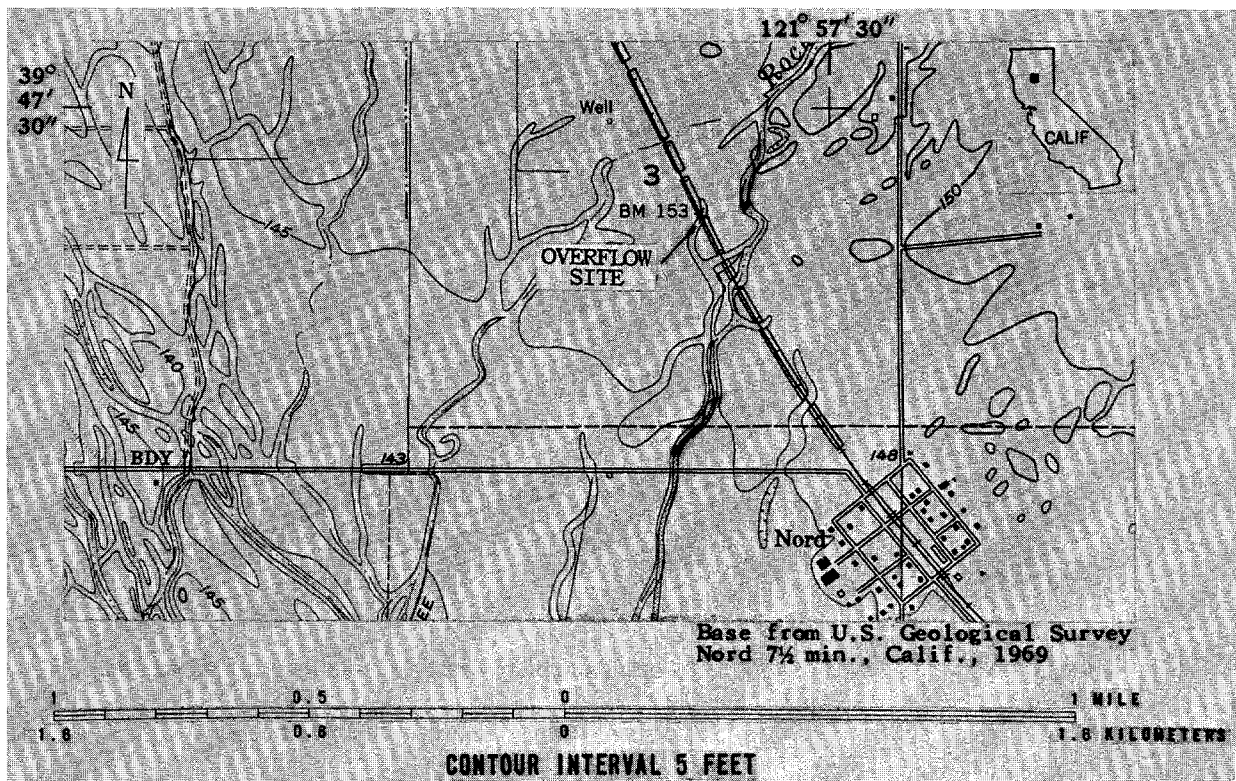 121° 57' 30"
39°
47'
30"
N
Well
CALIF
3
BM 153
150
145
OVERFLOW
SITE
140
145
BDY
143
148
Nord
145
Base from U.S. Geological Survey
Nord 7½ min., Calif., 1969
1 0.5 0 1 MILE
1.6 0.8 0 1.6 KILOMETERS
CONTOUR INTERVAL 5 FEET